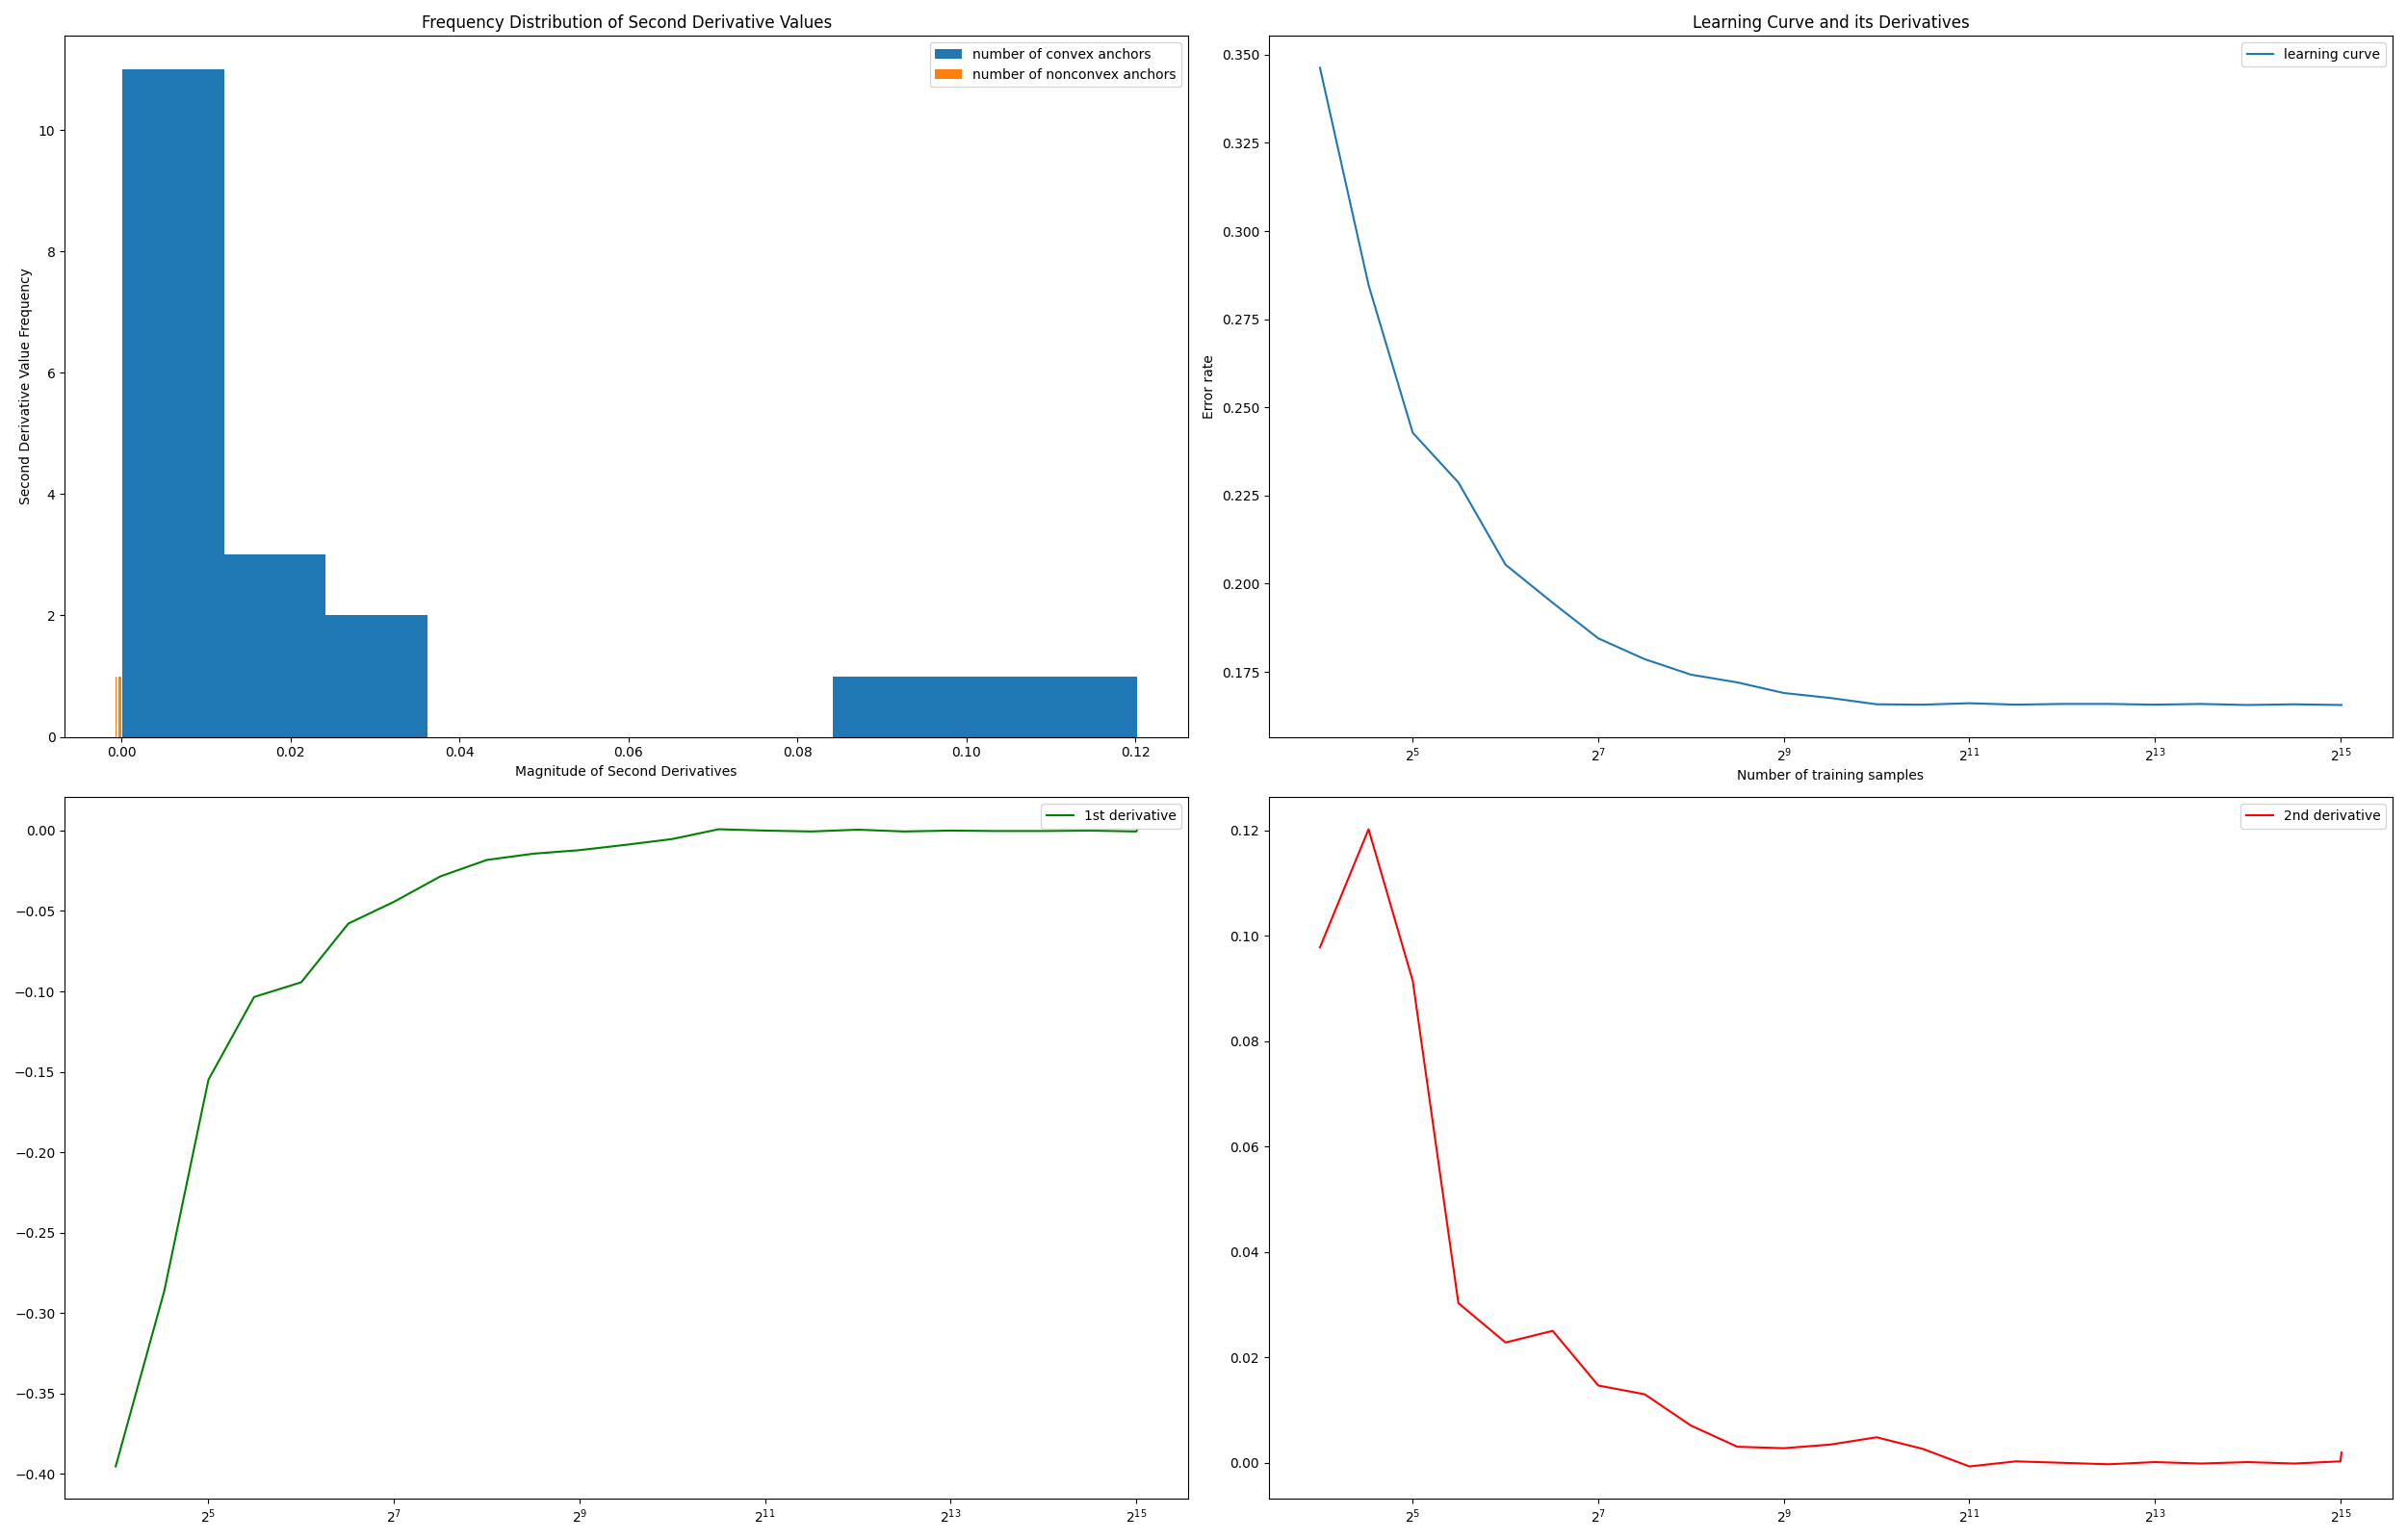 Frequency Distribution of Second Derivative Values
number of convex anchors
number of nonconvex anchors
Second Derivative Value Frequency
10
8
6
4
2
0
0.00 0.02 0.04 0.06 0.08 0.10 0.12
Magnitude of Second Derivatives
Learning Curve and its Derivatives
learning curve
Error rate
0.350
0.325
0.300
0.275
0.250
0.225
0.200
0.175
2^5 2^7 2^9 2^11 2^13 2^15
Number of training samples
1st derivative
0.00
−0.05
−0.10
−0.15
−0.20
−0.25
−0.30
−0.35
−0.40
2^5 2^7 2^9 2^11 2^13 2^15
2nd derivative
0.12
0.10
0.08
0.06
0.04
0.02
0.00
2^5 2^7 2^9 2^11 2^13 2^15